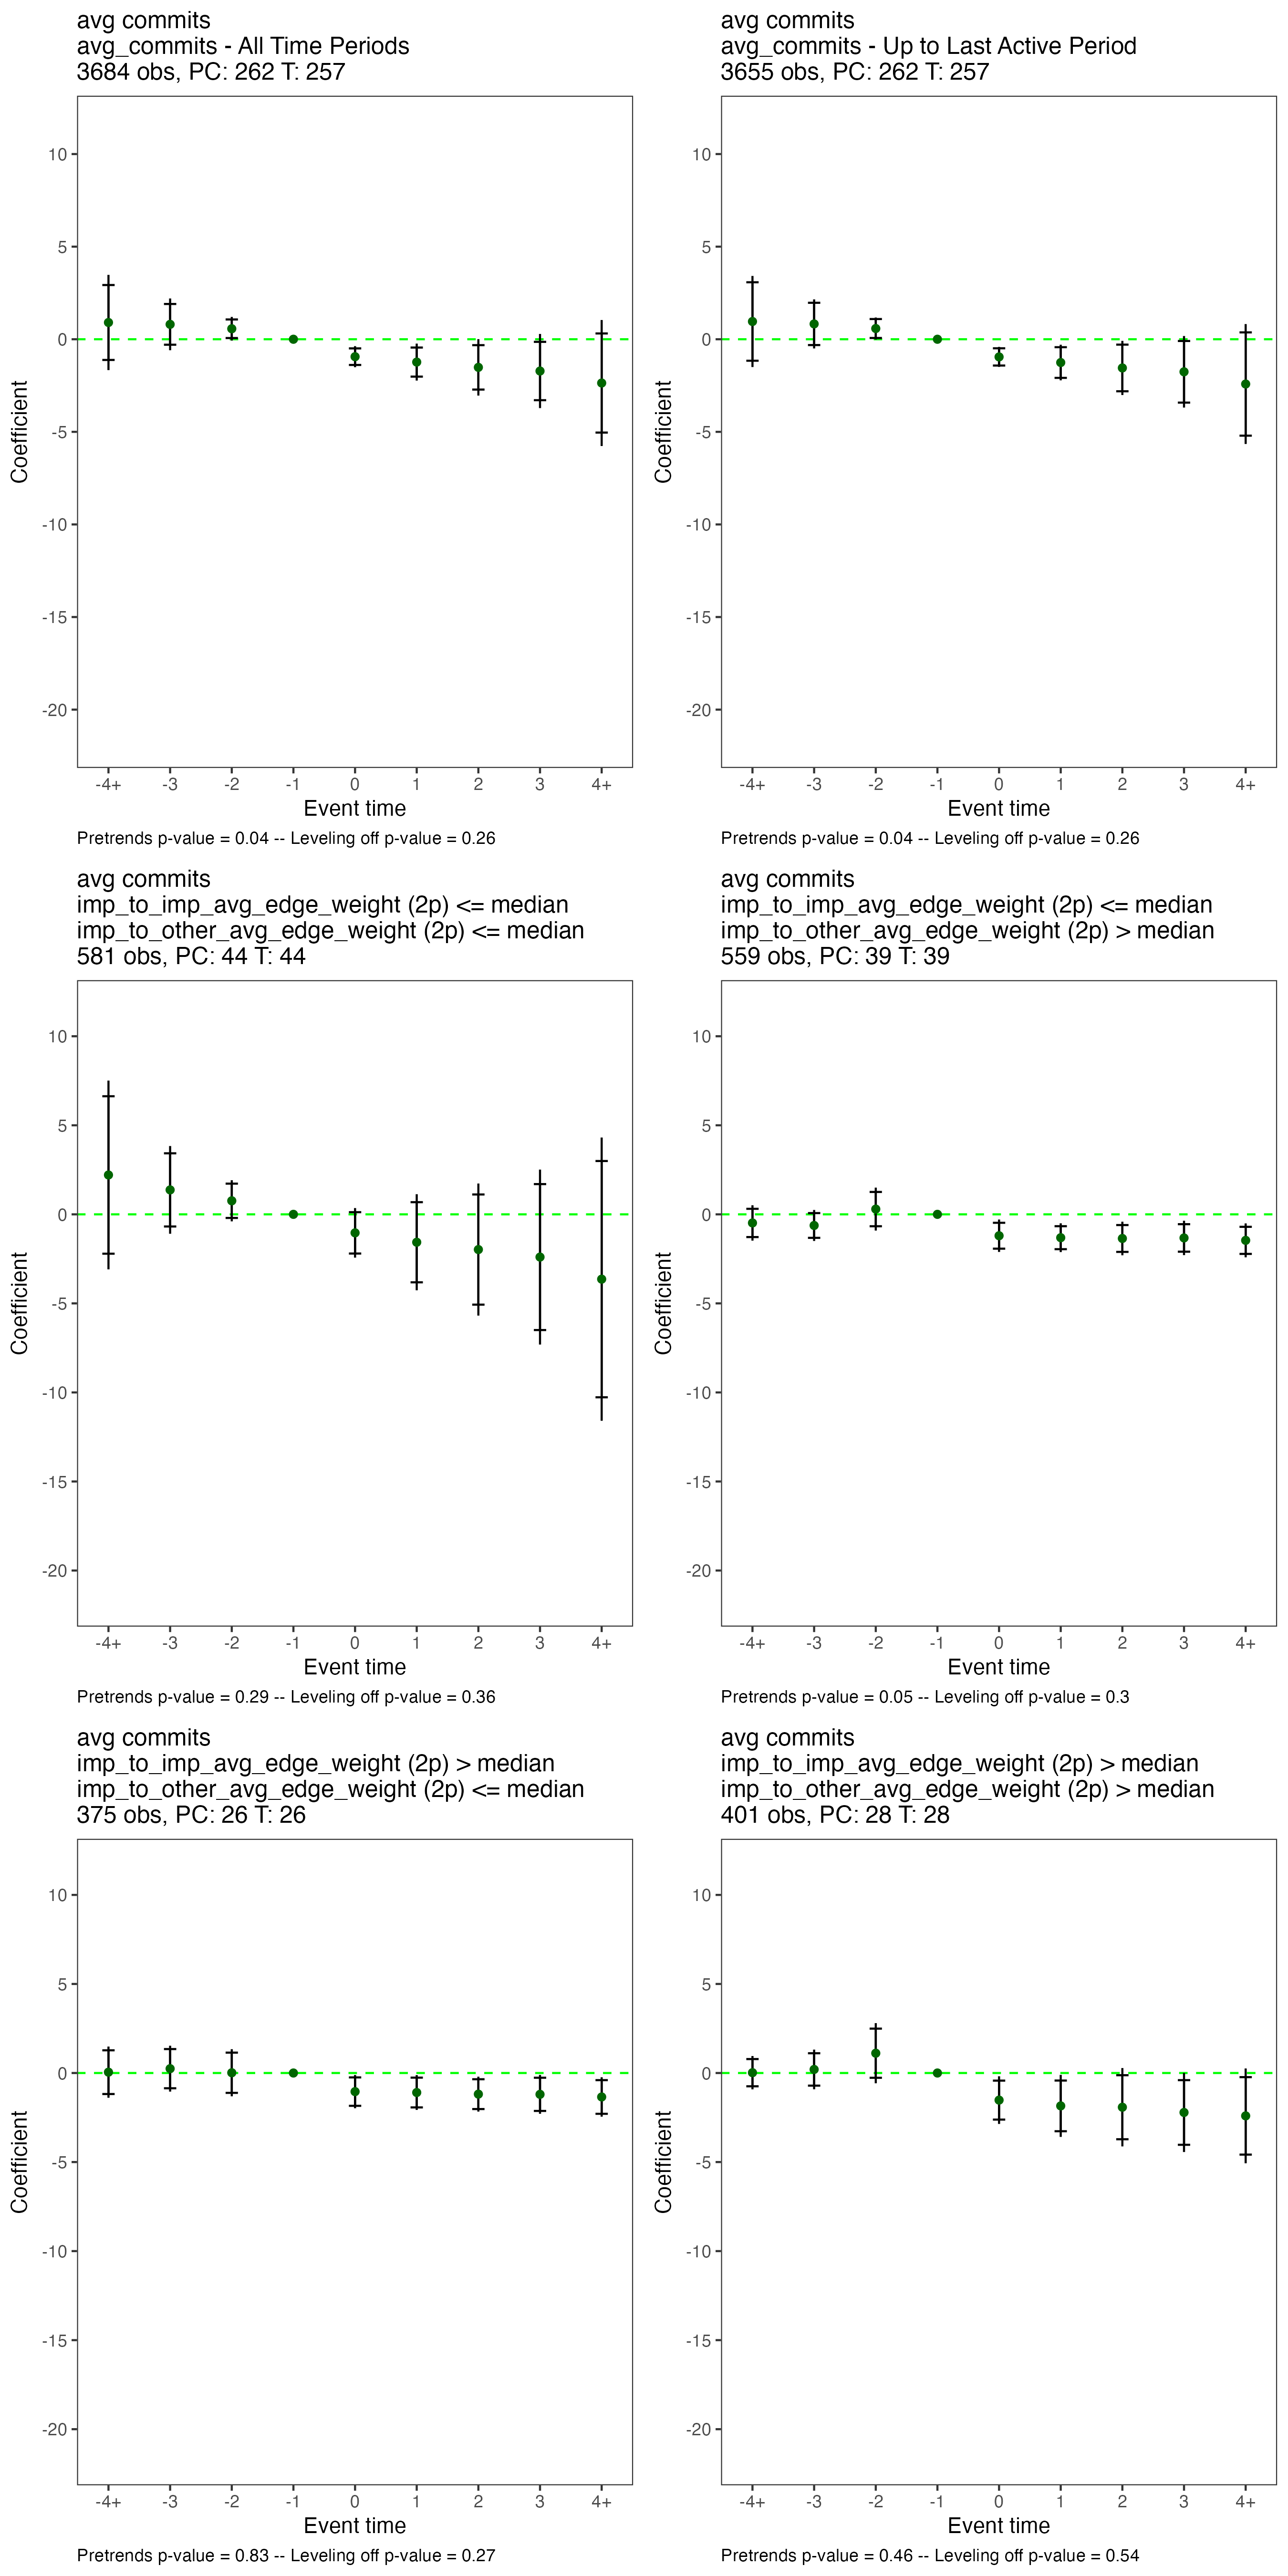 avg commits
avg_commits - All Time Periods
3684 obs, PC: 262 T: 257
10
5
0
-5
-10
-15
-20
Coefficient
-4+ -3 -2 -1 0 1 2 3 4+
Event time
Pretrends p-value = 0.04 -- Leveling off p-value = 0.26
avg commits
avg_commits - Up to Last Active Period
3655 obs, PC: 262 T: 257
10
5
0
-5
-10
-15
-20
Coefficient
-4+ -3 -2 -1 0 1 2 3 4+
Event time
Pretrends p-value = 0.04 -- Leveling off p-value = 0.26
avg commits
imp_to_imp_avg_edge_weight (2p) <= median
imp_to_other_avg_edge_weight (2p) <= median
581 obs, PC: 44 T: 44
10
5
0
-5
-10
-15
-20
Coefficient
-4+ -3 -2 -1 0 1 2 3 4+
Event time
Pretrends p-value = 0.29 -- Leveling off p-value = 0.36
avg commits
imp_to_imp_avg_edge_weight (2p) <= median
imp_to_other_avg_edge_weight (2p) > median
559 obs, PC: 39 T: 39
10
5
0
-5
-10
-15
-20
Coefficient
-4+ -3 -2 -1 0 1 2 3 4+
Event time
Pretrends p-value = 0.05 -- Leveling off p-value = 0.3
avg commits
imp_to_imp_avg_edge_weight (2p) > median
imp_to_other_avg_edge_weight (2p) <= median
375 obs, PC: 26 T: 26
10
5
0
-5
-10
-15
-20
Coefficient
-4+ -3 -2 -1 0 1 2 3 4+
Event time
Pretrends p-value = 0.83 -- Leveling off p-value = 0.27
avg commits
imp_to_imp_avg_edge_weight (2p) > median
imp_to_other_avg_edge_weight (2p) > median
401 obs, PC: 28 T: 28
10
5
0
-5
-10
-15
-20
Coefficient
-4+ -3 -2 -1 0 1 2 3 4+
Event time
Pretrends p-value = 0.46 -- Leveling off p-value = 0.54